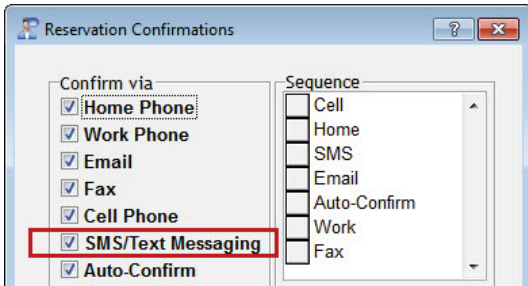 Reservation Confirmations
Confirm via
Home Phone
Work Phone
Email
Fax
Cell Phone
SMS/Text Messaging
Auto-Confirm
Sequence
Cell
Home
SMS
Email
Auto-Confirm
Work
Fax